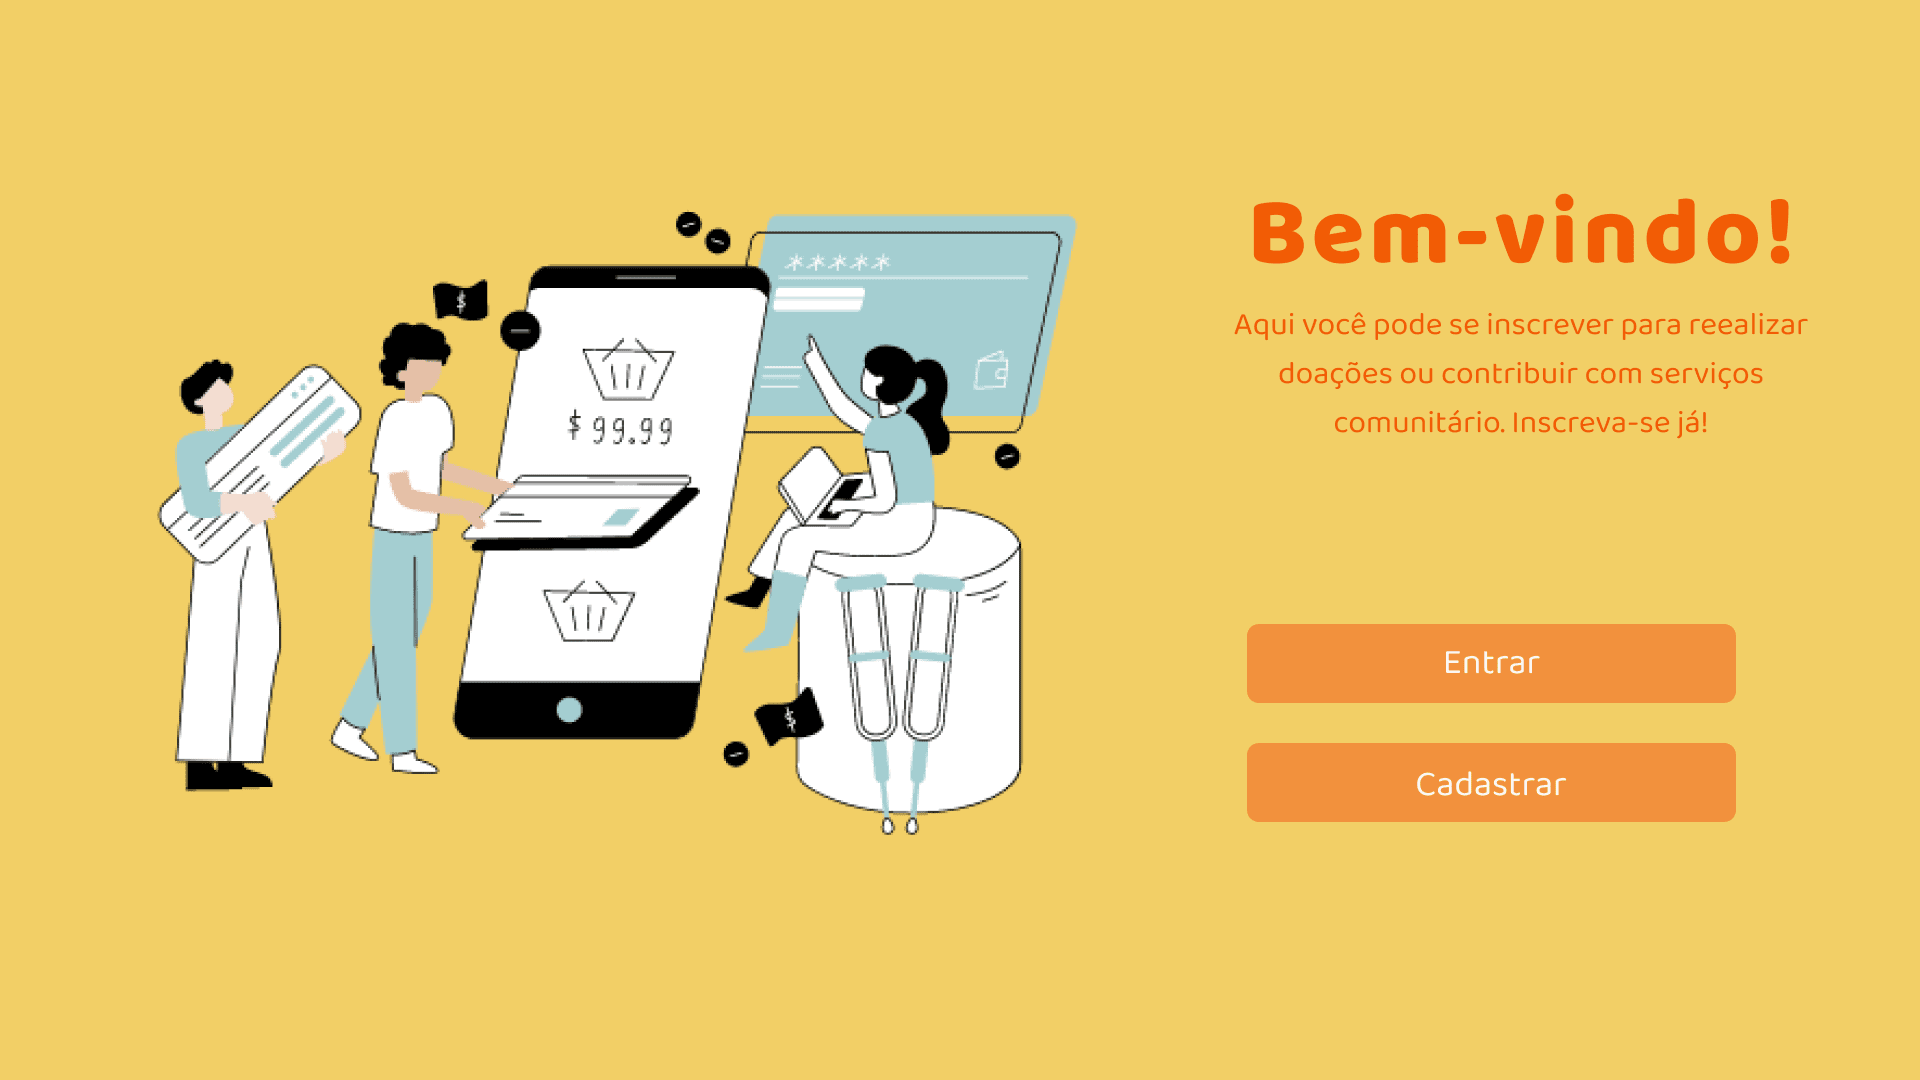 Bem-vindo!
Aqui você pode se inscrever para reealizar
doações ou contribuir com serviços
comunitário. Inscreva-se já!
Entrar
Cadastrar
*****
$
$ 99.99
$